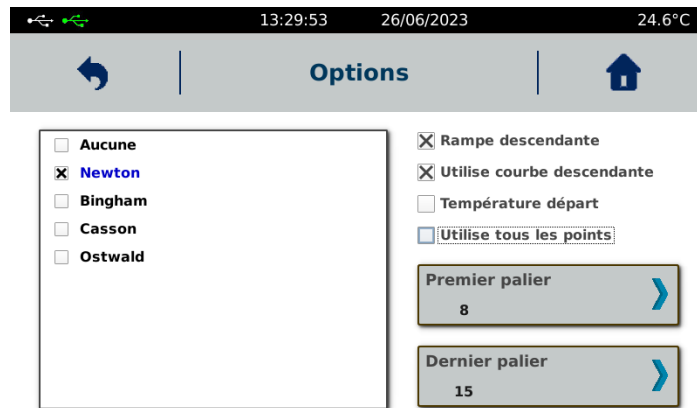 13:29:53 26/06/2023 24.6°C
Options
Aucune
Newton
Bingham
Casson
Ostwald
Rampe descendante
Utilise courbe descendante
Température départ
Utilise tous les points
Premier palier
8
Dernier palier
15